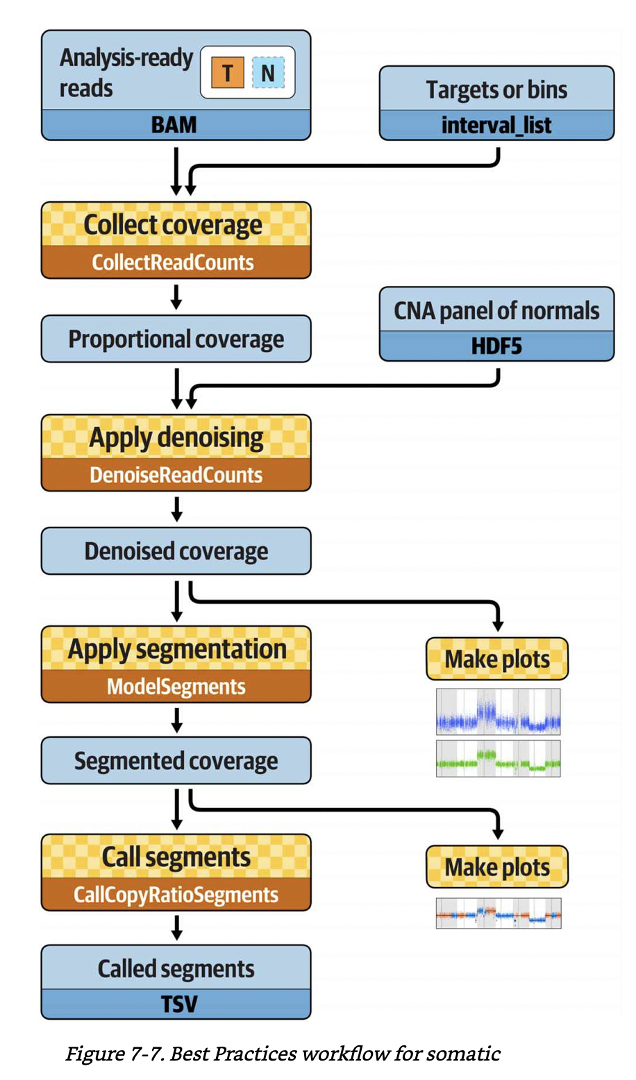 Analysis-ready
reads
T N
BAM
Targets or bins
interval_list
Collect coverage
CollectReadCounts
Proportional coverage
CNA panel of normals
HDF5
Apply denoising
DenoiseReadCounts
Denoised coverage
Apply segmentation
ModelSegments
Make plots
Segmented coverage
Call segments
CallCopyRatioSegments
Make plots
Called segments
TSV
Figure 7-7. Best Practices workflow for somatic